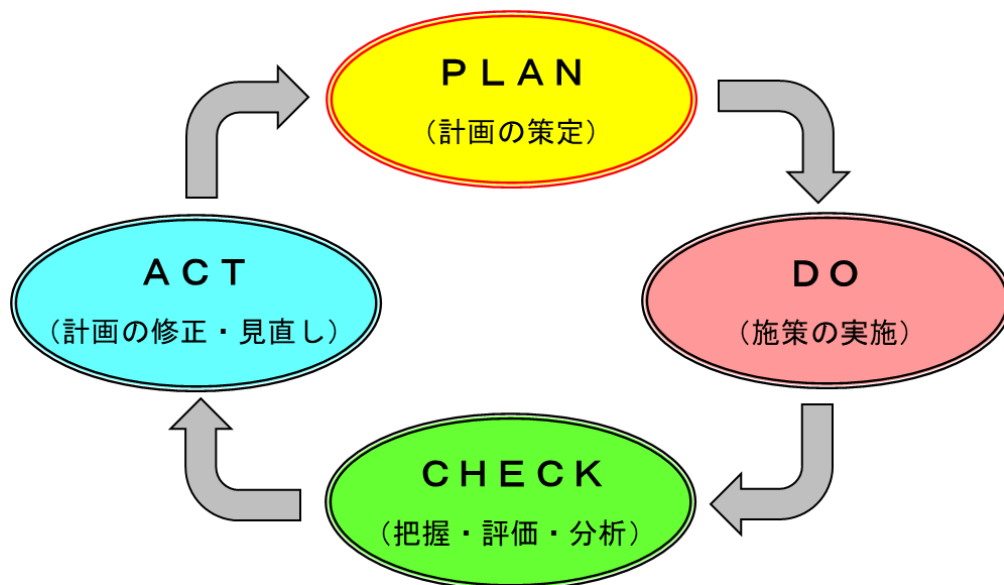 ＰＬＡＮ
（計画の策定）
ＡＣＴ
（計画の修正・見直し）
ＤＯ
（施策の実施）
ＣＨＥＣＫ
（把握・評価・分析）